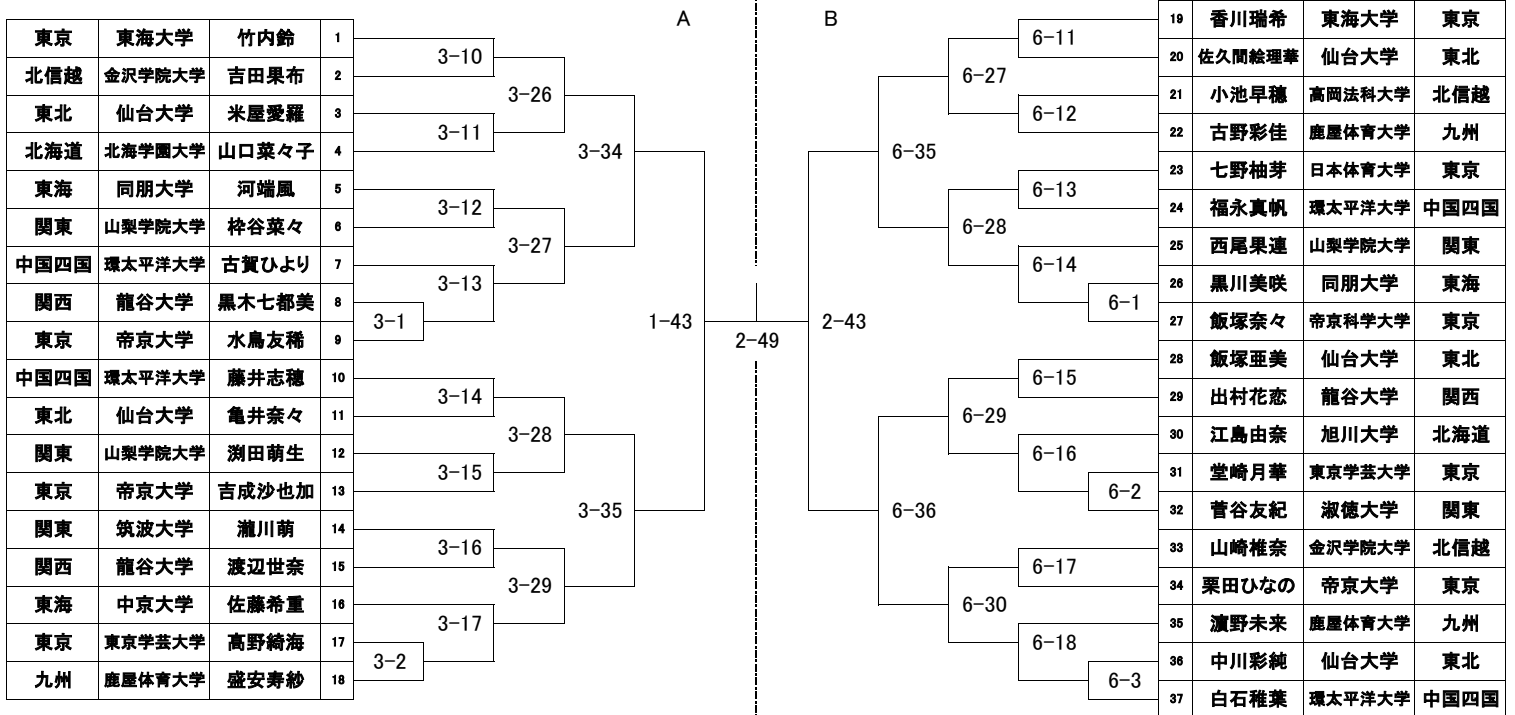 A B
東京 東海大学 竹内鈴 1
北信越 金沢学院大学 吉田果布 2
東北 仙台大学 米屋愛羅 3
北海道 北海学園大学 山口菜々子 4
東海 同朋大学 河端風 5
関東 山梨学院大学 枠谷菜々 6
中国四国 環太平洋大学 古賀ひより 7
関西 龍谷大学 黒木七都美 8
東京 帝京大学 水鳥友稀 9
中国四国 環太平洋大学 藤井志穂 10
東北 仙台大学 亀井奈々 11
関東 山梨学院大学 渕田萌生 12
東京 帝京大学 吉成沙也加 13
関東 筑波大学 瀧川萌 14
関西 龍谷大学 渡辺世奈 15
東海 中京大学 佐藤希重 16
東京 東京学芸大学 高野綺海 17
九州 鹿屋体育大学 盛安寿紗 18
3-1
3-2
3-10
3-11
3-12
3-13
3-14
3-15
3-16
3-17
3-26
3-27
3-28
3-29
3-34
3-35
1-43
2-49
2-43
6-35
6-36
6-27
6-28
6-29
6-30
6-11
6-12
6-13
6-14
6-15
6-16
6-17
6-18
6-1
6-2
6-3
19 香川瑞希 東海大学 東京
20 佐久間絵理華 仙台大学 東北
21 小池早穂 高岡法科大学 北信越
22 古野彩佳 鹿屋体育大学 九州
23 七野柚芽 日本体育大学 東京
24 福永真帆 環太平洋大学 中国四国
25 西尾果連 山梨学院大学 関東
26 黒川美咲 同朋大学 東海
27 飯塚奈々 帝京科学大学 東京
28 飯塚亜美 仙台大学 東北
29 出村花恋 龍谷大学 関西
30 江島由奈 旭川大学 北海道
31 堂崎月華 東京学芸大学 東京
32 菅谷友紀 淑徳大学 関東
33 山崎椎奈 金沢学院大学 北信越
34 栗田ひなの 帝京大学 東京
35 濵野未来 鹿屋体育大学 九州
36 中川彩純 仙台大学 東北
37 白石稚葉 環太平洋大学 中国四国